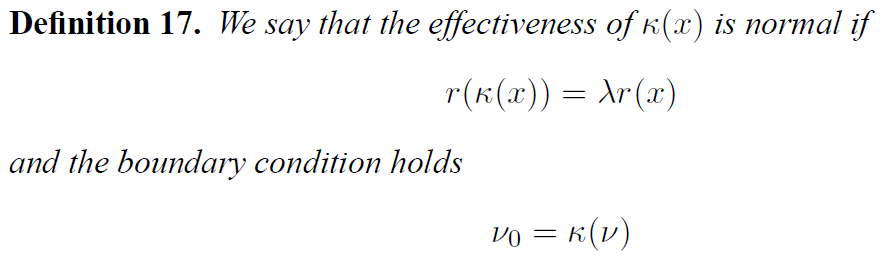 Definition 17. We say that the effectiveness of κ(x) is normal if
r(κ(x)) = λr(x)
and the boundary condition holds
ν₀ = κ(ν)